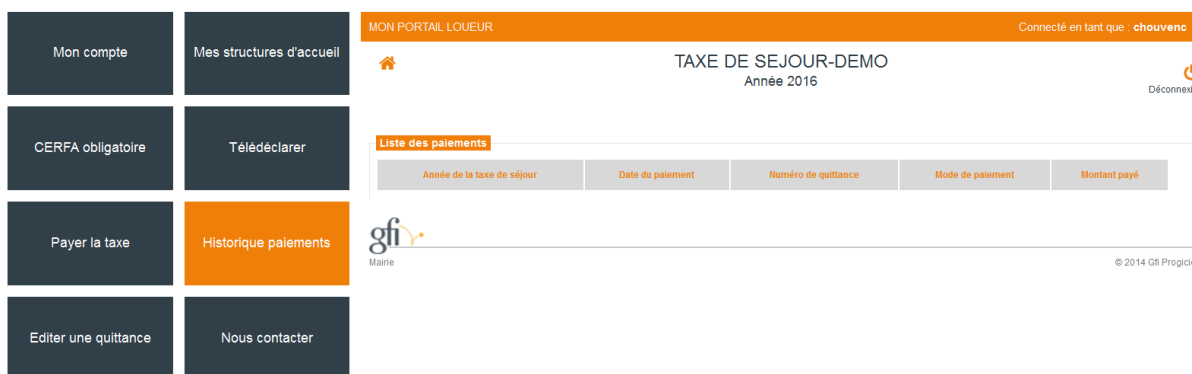 Mon compte
Mes structures d'accueil
CERFA obligatoire
Télédéclarer
Payer la taxe
Historique paiements
Editer une quittance
Nous contacter
MON PORTAIL LOUEUR
Connecté en tant que : chouvenc
TAXE DE SEJOUR-DEMO
Année 2016
Déconnexi
Liste des paiements
Année de la taxe de séjour
Date du paiement
Numéro de quittance
Mode de paiement
Montant payé
gfi
Mairie
© 2014 Gfi Progicie